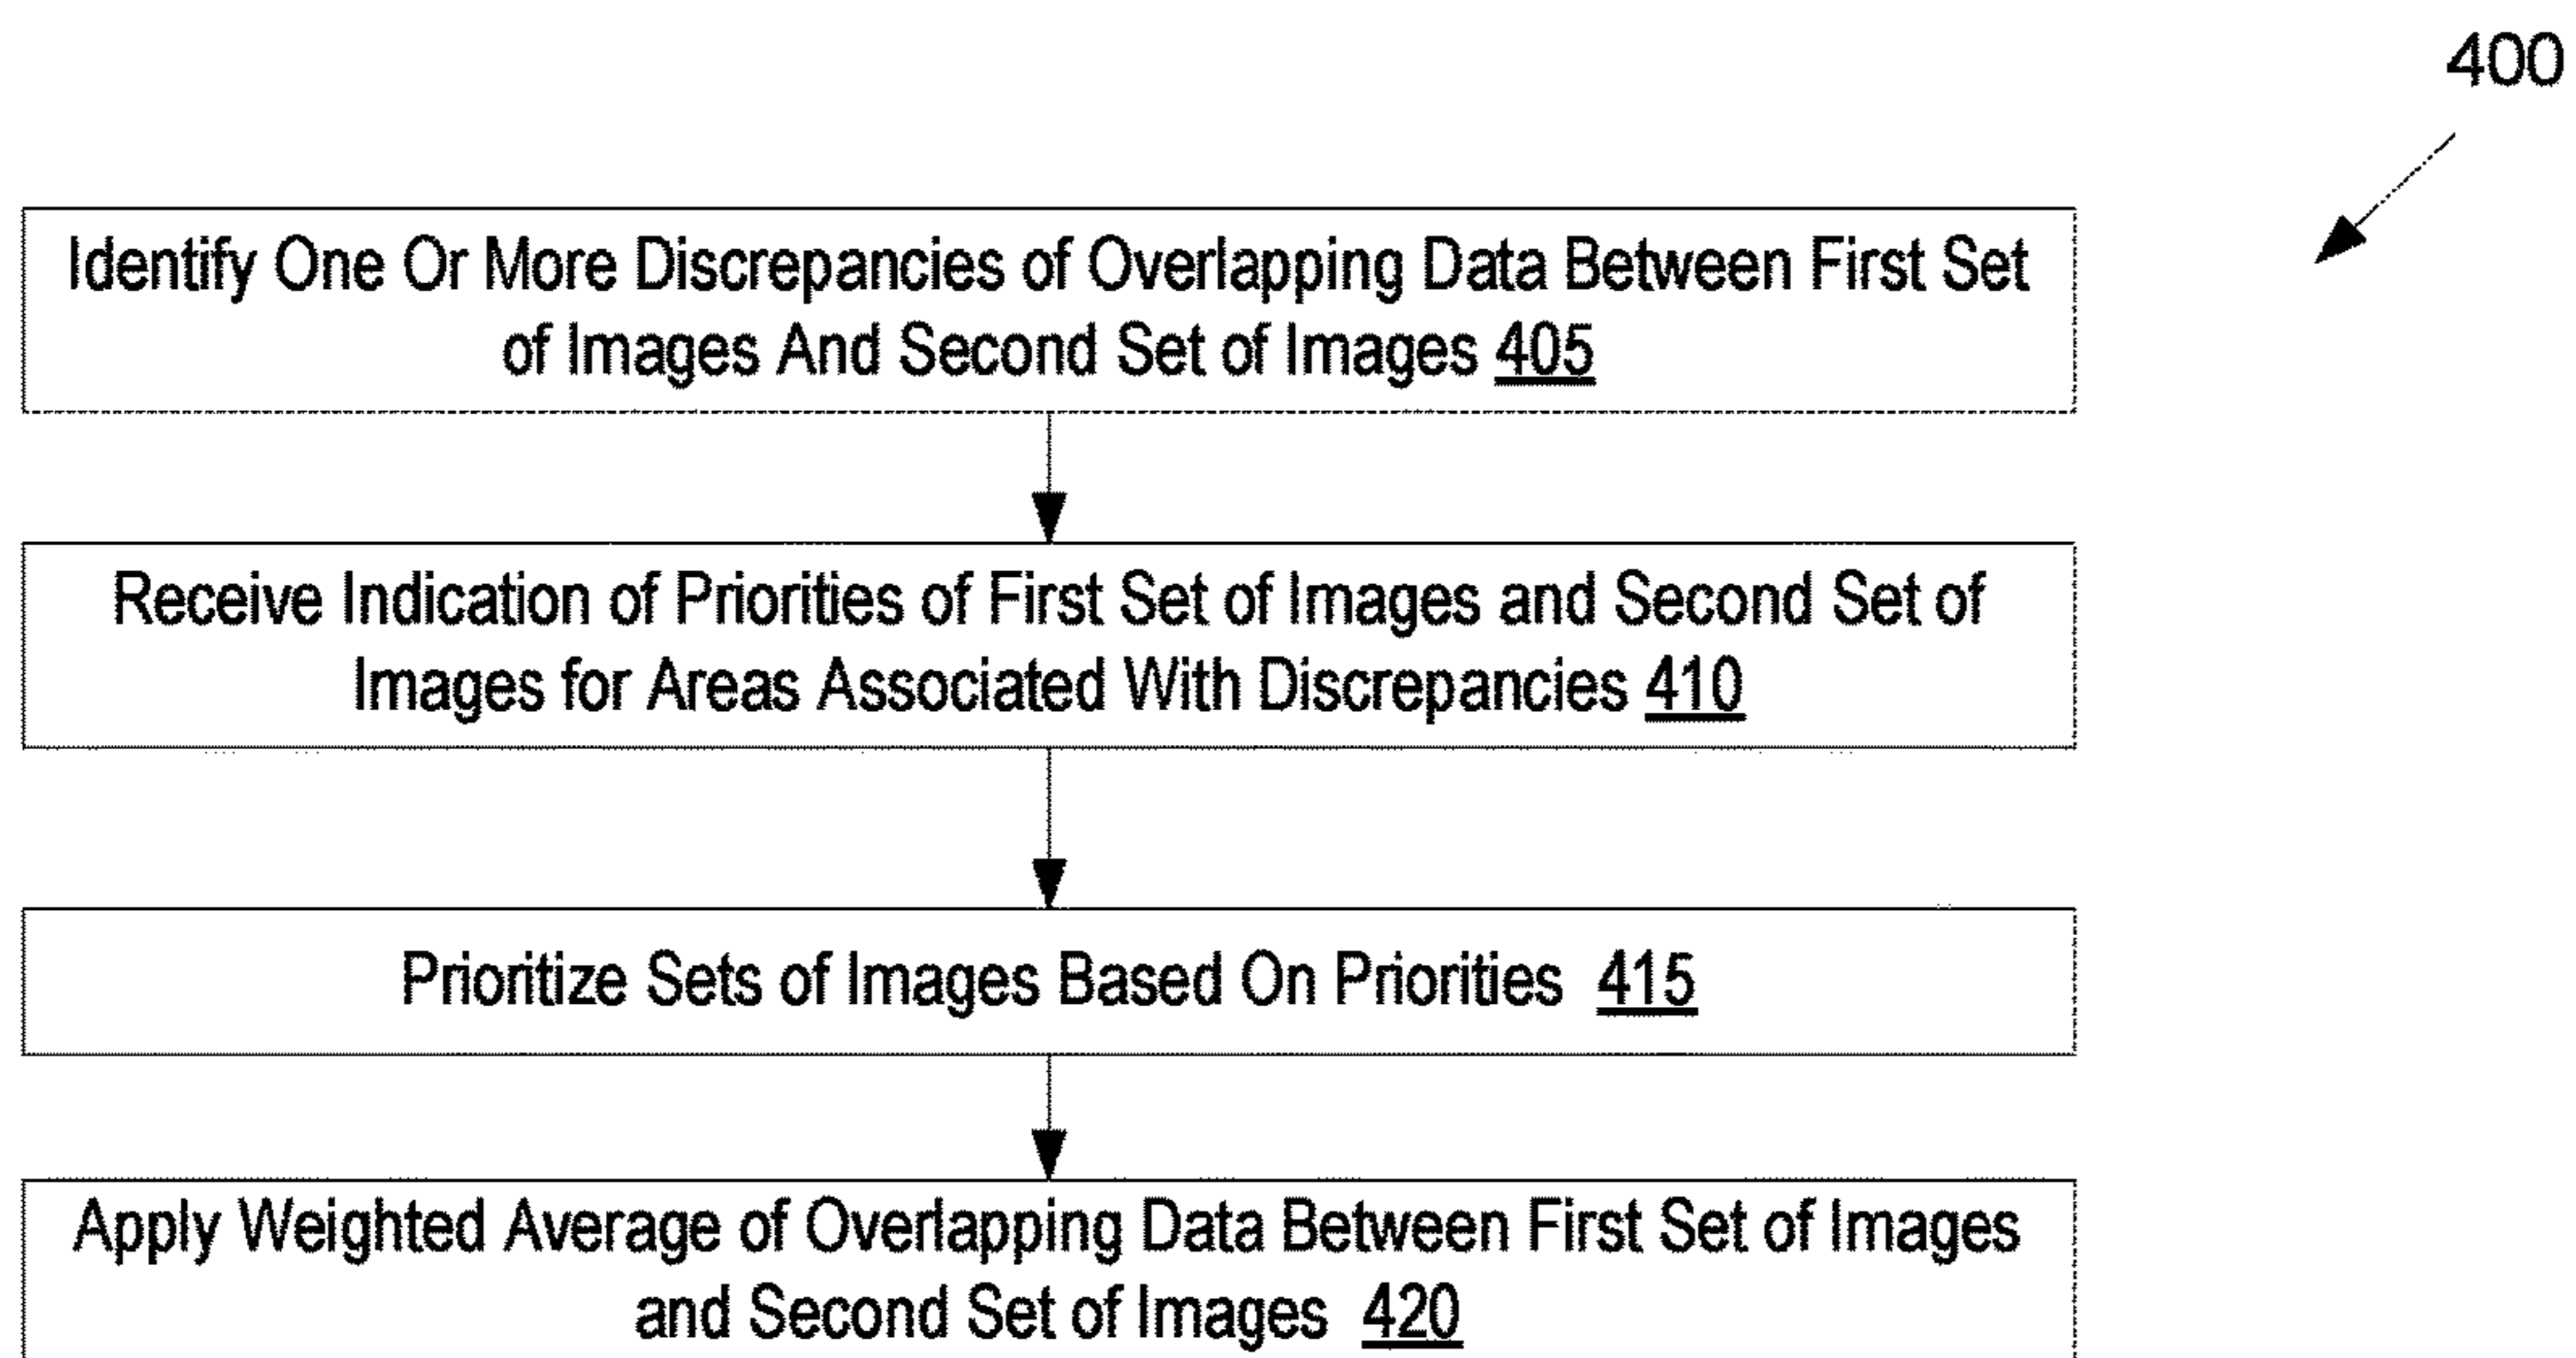 400
Identify One Or More Discrepancies of Overlapping Data Between First Set
of Images And Second Set of Images 405
Receive Indication of Priorities of First Set of Images and Second Set of
Images for Areas Associated With Discrepancies 410
Prioritize Sets of Images Based On Priorities 415
Apply Weighted Average of Overlapping Data Between First Set of Images
and Second Set of Images 420